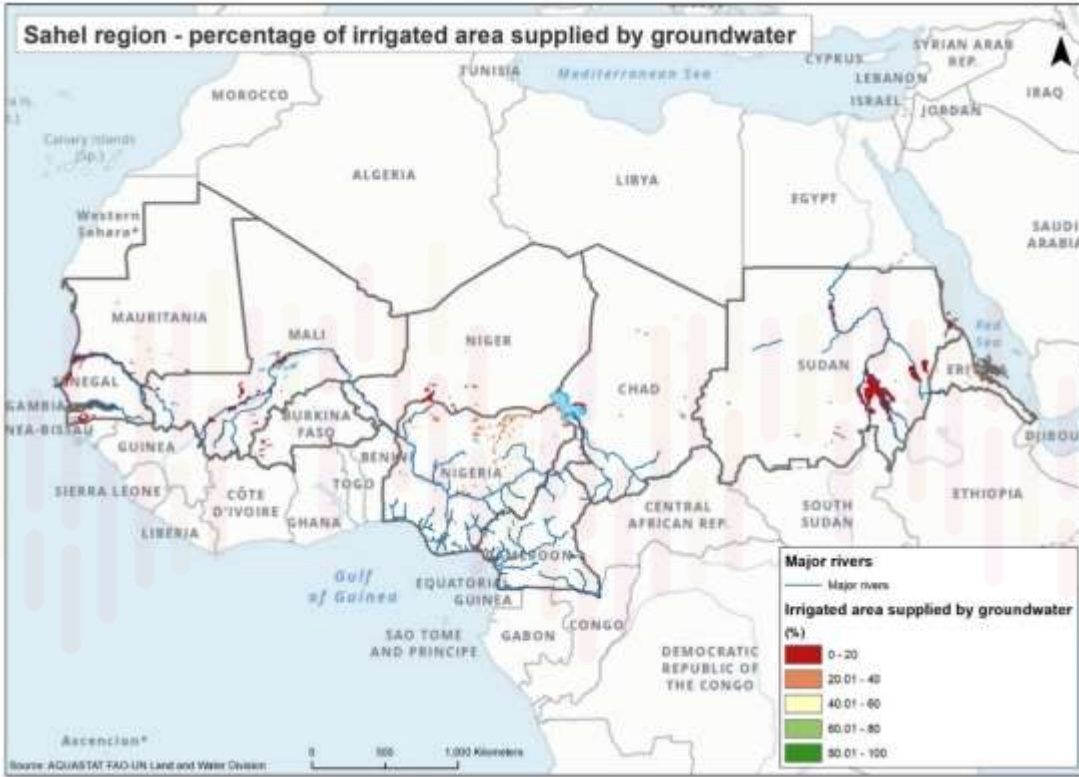 Sahel region - percentage of irrigated area supplied by groundwater
CYPRUS
SYRIAN ARAB
REP.
LEBANON
ISRAEL
IRAQ
JORDAN
TUNISIA
Mediterranean Sea
MOROCCO
Canary Islands
(Sp.)
ALGERIA
LIBYA
EGYPT
SAUDI
ARABIA
Western
Sahara*
MAURITANIA
MALI
NIGER
CHAD
SUDAN
Red
Sea
ERITREA
SENEGAL
GAMBIA
NEA-BISSAU
GUINEA
BURKINA
FASO
BENIN
NIGERIA
DJIBOU
SIERRA LEONE
CÔTE
D'IVOIRE
TOGO
GHANA
LIBERIA
CENTRAL
AFRICAN REP.
SOUTH
SUDAN
ETHIOPIA
CAMEROON
Gulf
of Guinea
EQUATORIAL
GUINEA
SAO TOME
AND PRINCIPE
GABON
CONGO
DEMOCRATIC
REPUBLIC OF
THE CONGO
Major rivers
Major rivers
Irrigated area supplied by groundwater
(%)
0 - 20
20.01 - 40
40.01 - 60
60.01 - 80
80.01 - 100
Ascencion*
0 500 1,000 Kilometers
Source: AQUASTAT FAO-UN Land and Water Division